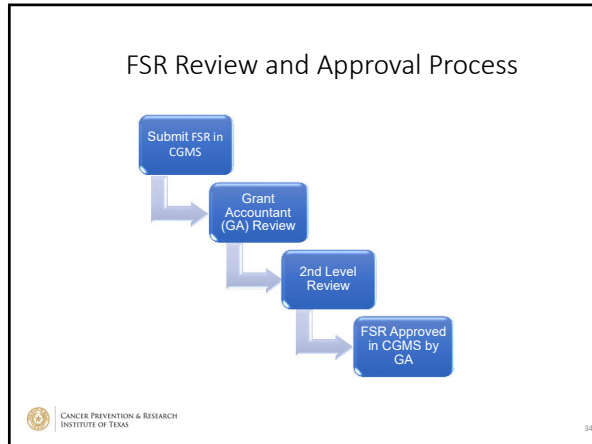 FSR Review and Approval Process
Submit FSR in
CGMS
Grant
Accountant
(GA) Review
2nd Level
Review
FSR Approved
in CGMS by
GA
CANCER PREVENTION & RESEARCH
INSTITUTE OF TEXAS
34